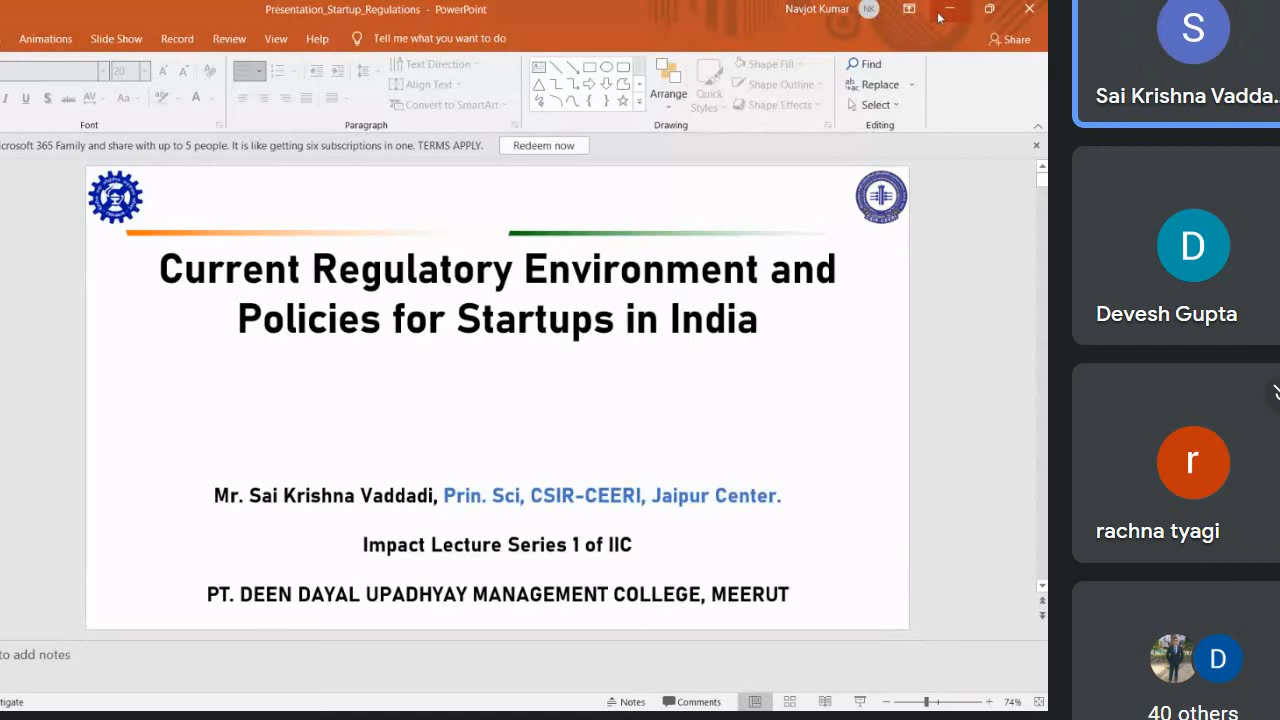 Presentation_Startup_Regulations - PowerPoint
Navjot Kumar NK
Animations Slide Show Record Review View Help Tell me what you want to do
Share
20
Text Direction
Align Text
Convert to SmartArt
Arrange
Quick Styles
Shape Fill
Shape Outline
Shape Effects
Find
Replace
Select
Font Paragraph Drawing Editing
crosoft 365 Family and share with up to 5 people. It is like getting six subscriptions in one. TERMS APPLY. Redeem now
Current Regulatory Environment and
Policies for Startups in India
Mr. Sai Krishna Vaddadi, Prin. Sci, CSIR-CEERI, Jaipur Center.
Impact Lecture Series 1 of IIC
PT. DEEN DAYAL UPADHYAY MANAGEMENT COLLEGE, MEERUT
to add notes
tigate
Notes Comments 74%
S
Sai Krishna Vadda...
D
Devesh Gupta
r
rachna tyagi
D
40 others